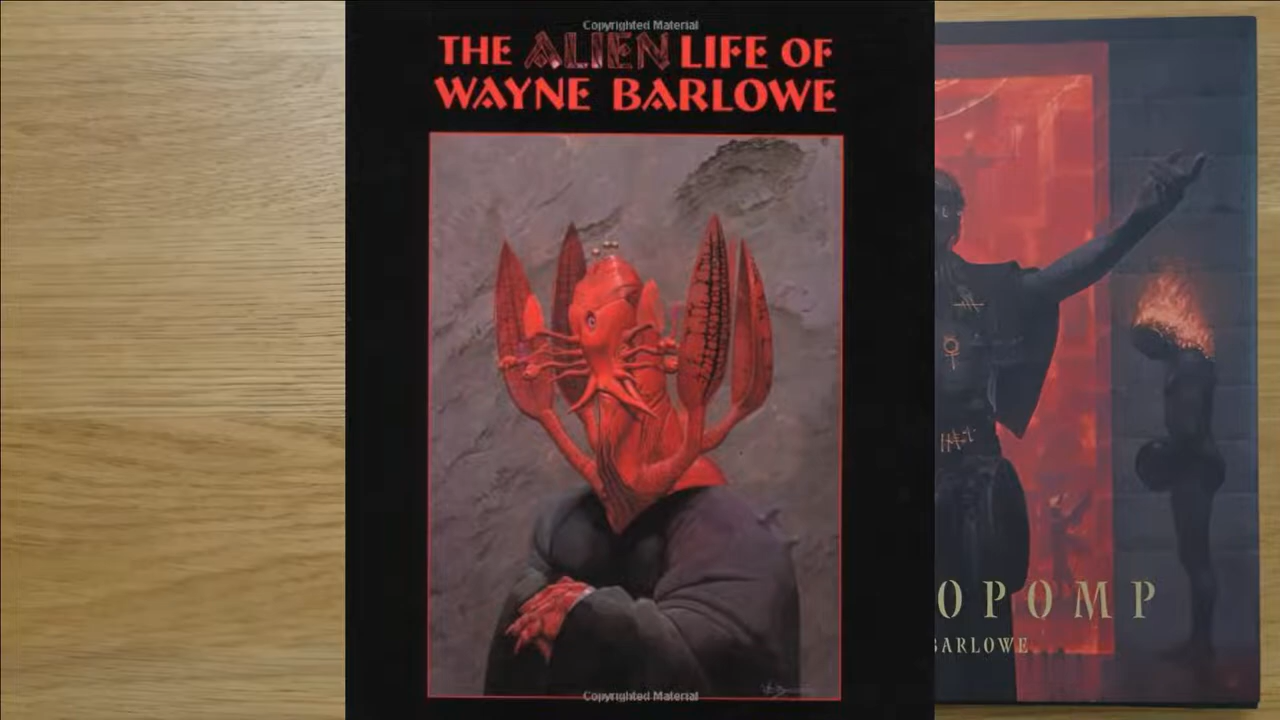 Copyrighted Material
THE ALIEN LIFE OF
WAYNE BARLOWE
Copyrighted Material
OPOMP
BARLOWE